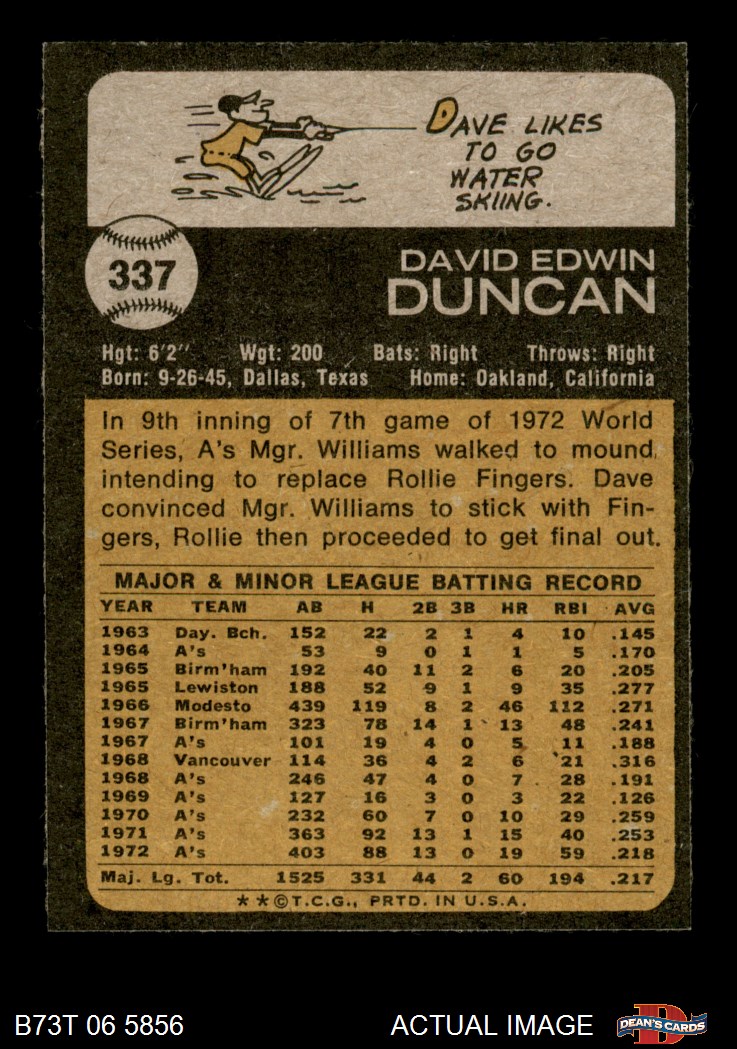 DAVE LIKES
TO GO
WATER
SKIING.
337
DAVID EDWIN
DUNCAN
Hgt: 6'2" Wgt: 200 Bats: Right Throws: Right
Born: 9-26-45, Dallas, Texas Home: Oakland, California
In 9th inning of 7th game of 1972 World
Series, A's Mgr. Williams walked to mound,
intending to replace Rollie Fingers. Dave
convinced Mgr. Williams to stick with Fin-
gers, Rollie then proceeded to get final out.
MAJOR & MINOR LEAGUE BATTING RECORD
YEAR TEAM AB H 2B 3B HR RBI AVG
1963 Day. Bch. 152 22 2 1 4 10 .145
1964 A's 53 9 0 1 1 5 .170
1965 Birm'ham 192 40 11 2 6 20 .205
1965 Lewiston 188 52 9 1 9 35 .277
1966 Modesto 439 119 8 2 46 112 .271
1967 Birm'ham 323 78 14 1 13 48 .241
1967 A's 101 19 4 0 5 11 .188
1968 Vancouver 114 36 4 2 6 21 .316
1968 A's 246 47 4 0 7 28 .191
1969 A's 127 16 3 0 3 22 .126
1970 A's 232 60 7 0 10 29 .259
1971 A's 363 92 13 1 15 40 .253
1972 A's 403 88 13 0 19 59 .218
Maj. Lg. Tot. 1525 331 44 2 60 194 .217
**©T.C.G., PRTD. IN U.S.A.
B73T 06 5856 ACTUAL IMAGE D DEAN'S CARDS